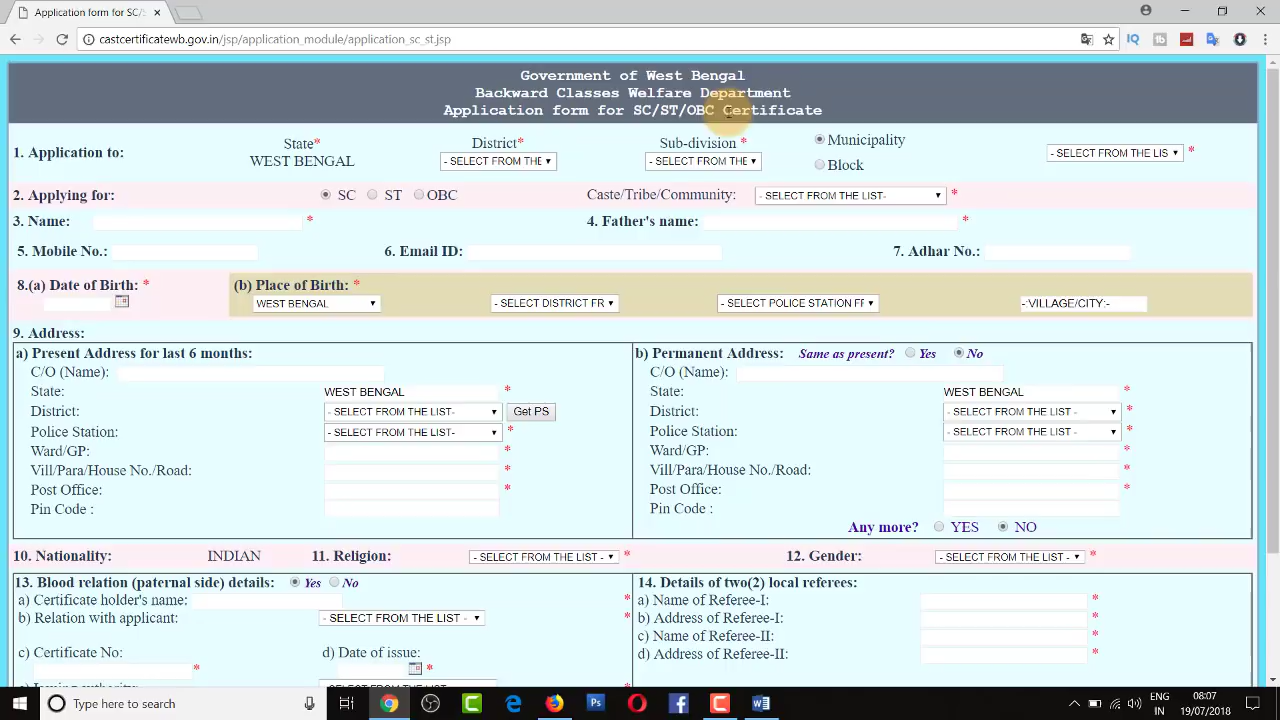 Application form for SC/S
castcertificatewb.gov.in/jsp/application_module/application_sc_st.jsp
Government of West Bengal
Backward Classes Welfare Department
Application form for SC/ST/OBC Certificate
1. Application to:
State*
WEST BENGAL
District*
- SELECT FROM THE
Sub-division *
- SELECT FROM THE
Municipality
Block
- SELECT FROM THE LIS *
2. Applying for: SC ST OBC Caste/Tribe/Community: - SELECT FROM THE LIST- *
3. Name: * 4. Father's name: *
5. Mobile No.: 6. Email ID: 7. Adhar No.:
8.(a) Date of Birth: * (b) Place of Birth: *
WEST BENGAL - SELECT DISTRICT FR - SELECT POLICE STATION FF - VILLAGE/CITY:-
9. Address:
a) Present Address for last 6 months:
C/O (Name):
State: WEST BENGAL *
District: - SELECT FROM THE LIST- Get PS
Police Station: - SELECT FROM THE LIST- *
Ward/GP: *
Vill/Para/House No./Road: *
Post Office: *
Pin Code :
b) Permanent Address: Same as present? Yes No
C/O (Name):
State: WEST BENGAL *
District: - SELECT FROM THE LIST - *
Police Station: - SELECT FROM THE LIST - *
Ward/GP: *
Vill/Para/House No./Road: *
Post Office: *
Pin Code :
Any more? YES NO
10. Nationality: INDIAN 11. Religion: - SELECT FROM THE LIST - * 12. Gender: - SELECT FROM THE LIST - *
13. Blood relation (paternal side) details: Yes No
a) Certificate holder's name: *
b) Relation with applicant: - SELECT FROM THE LIST - *
c) Certificate No: * d) Date of issue: *
14. Details of two(2) local referees:
a) Name of Referee-I: *
b) Address of Referee-I: *
c) Name of Referee-II: *
d) Address of Referee-II: *
Type here to search
ENG
IN
08:07
19/07/2018